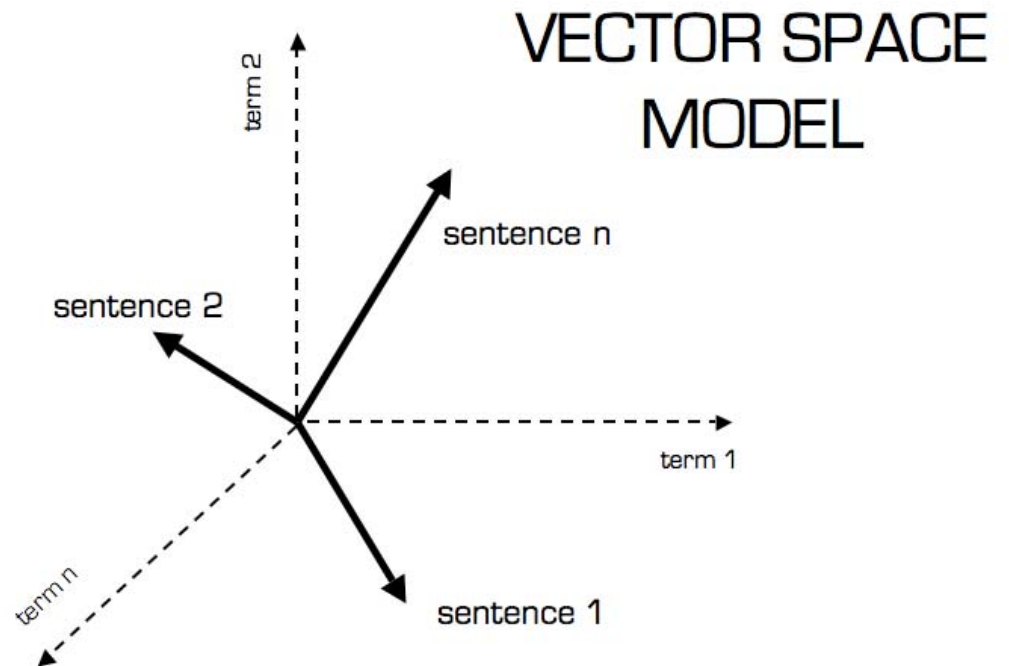 VECTOR SPACE
MODEL
term 2
sentence n
sentence 2
term 1
term n
sentence 1